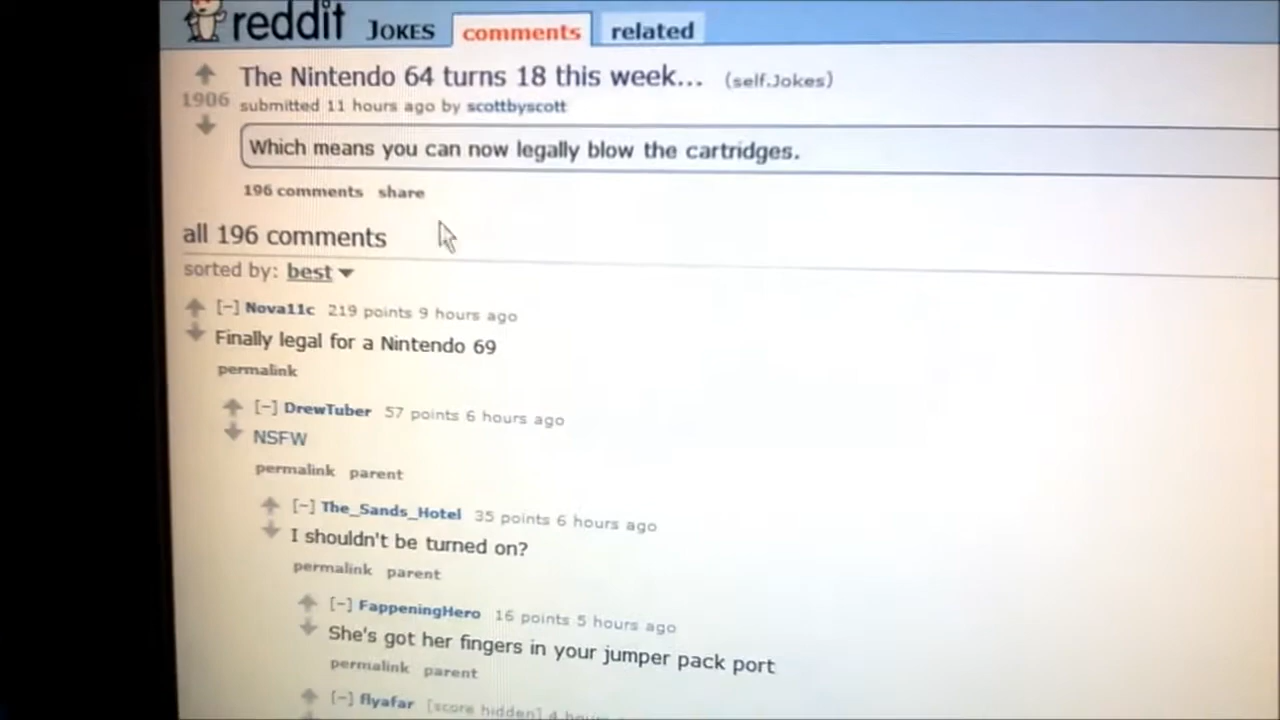 reddit JOKES comments related
The Nintendo 64 turns 18 this week... (self.Jokes)
1906
submitted 11 hours ago by scottbyscott
Which means you can now legally blow the cartridges.
196 comments share
all 196 comments
sorted by: best
[−] Nova11c 219 points 9 hours ago
Finally legal for a Nintendo 69
permalink
[−] DrewTuber 57 points 6 hours ago
NSFW
permalink parent
[−] The_Sands_Hotel 35 points 6 hours ago
I shouldn't be turned on?
permalink parent
[−] FappeningHero 16 points 5 hours ago
She's got her fingers in your jumper pack port
permalink parent
[−] flyafar [score hidden] 4 hours